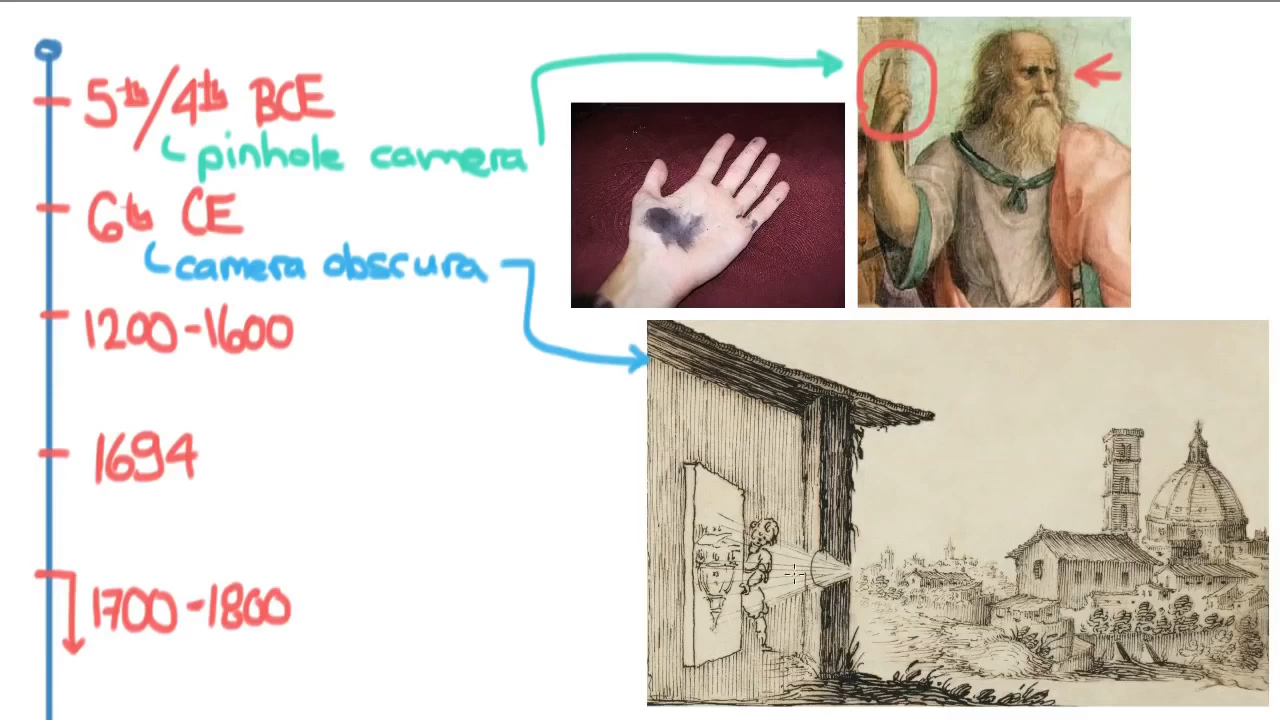 5th/4th BCE
pinhole camera
6th CE
camera obscura
1200-1600
1694
1700-1800